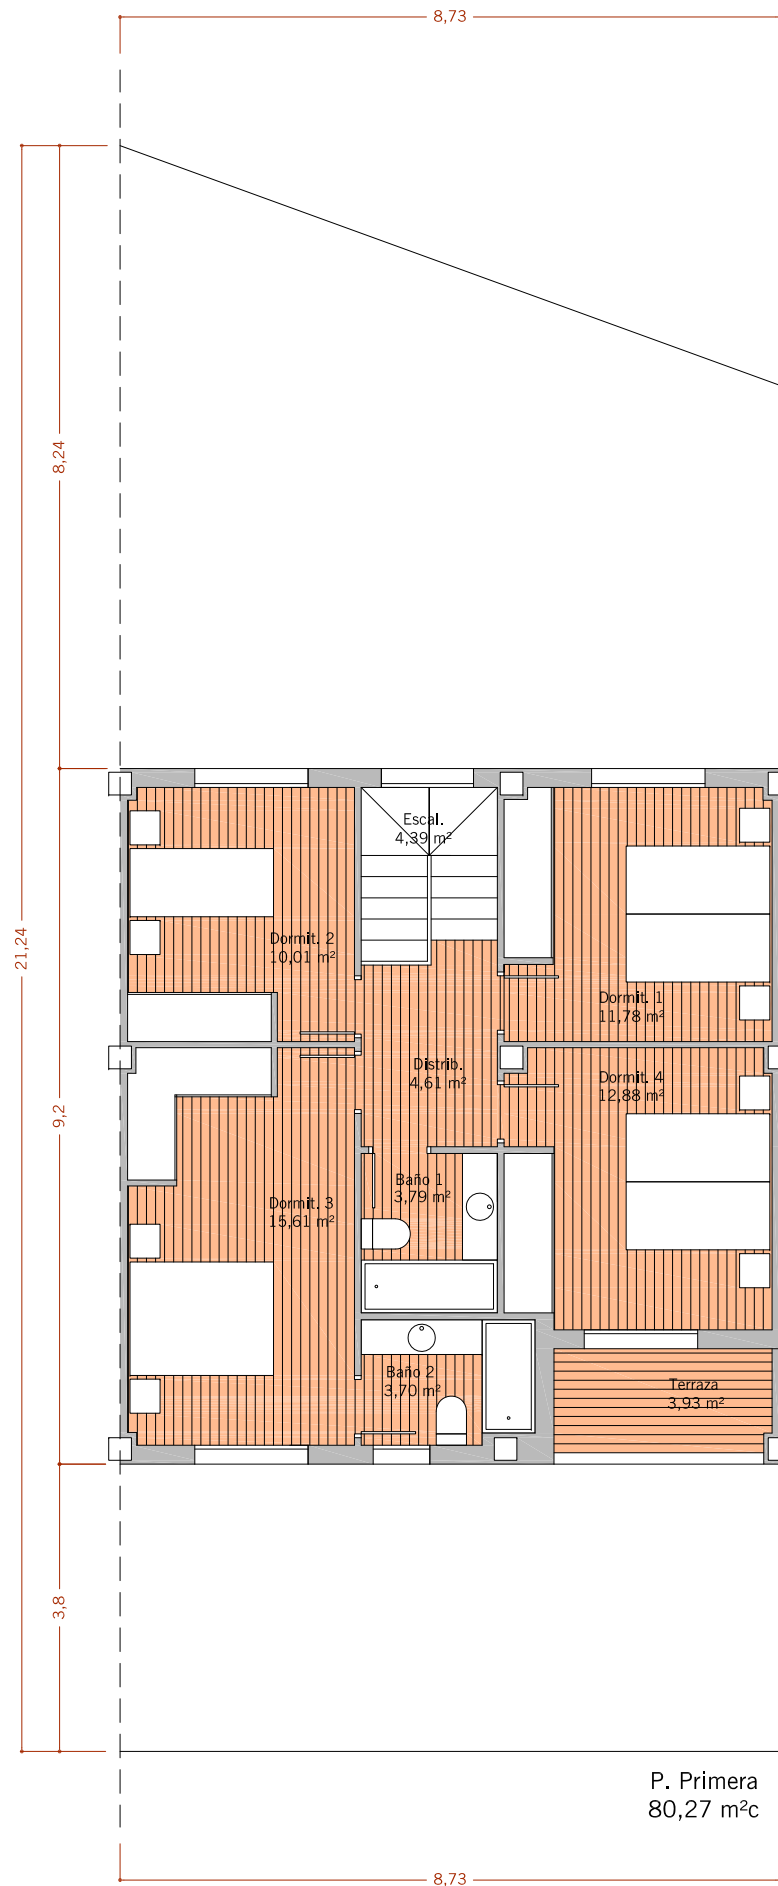 8,73
8,24
21,24
Escal.
4,39 m²
Dormit. 2
10,01 m²
Dormit. 1
11,78 m²
Distrib.
4,61 m²
Dormit. 4
12,88 m²
9,2
Baño 1
3,79 m²
Dormit. 3
15,61 m²
Baño 2
3,70 m²
Terraza
3,93 m²
3,8
P. Primera
80,27 m²c
8,73